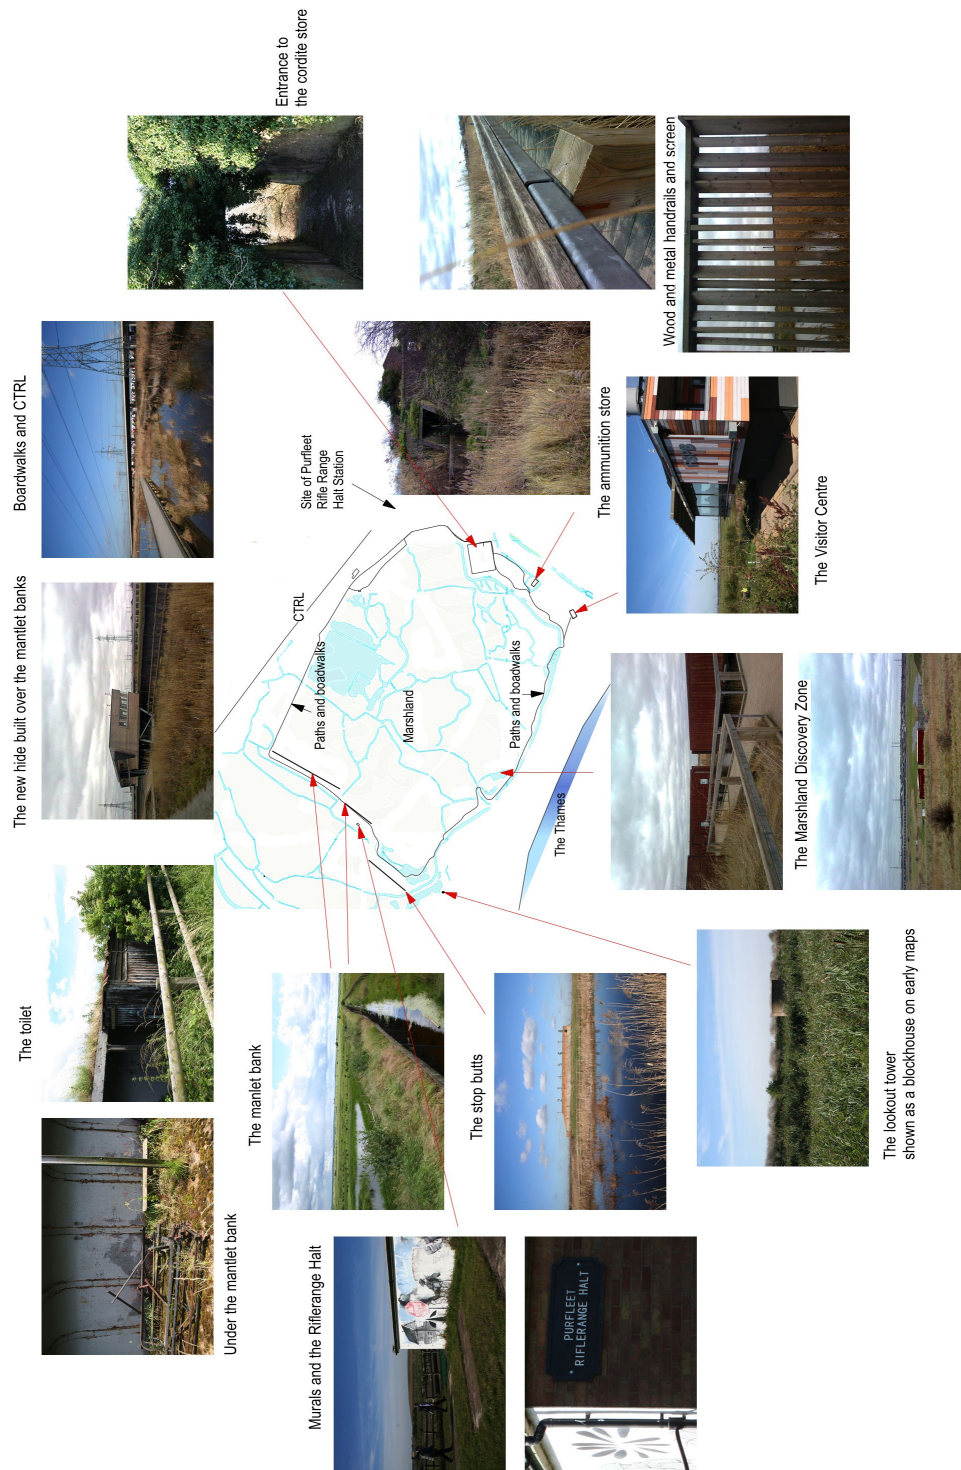 Under the mantlet bank
The toilet
The new hide built over the mantlet banks
Boardwalks and CTRL
Entrance to
the cordite store
The manlet bank
CTRL
Site of Purfleet
Rifle Range
Halt Station
Paths and boadwalks
Marshland
Paths and boadwalks
The Thames
Murals and the Riflerange Halt
The stop butts
The ammunition store
Wood and metal handrails and screen
PURFLEET
RIFLERANGE HALT
The lookout tower
shown as a blockhouse on early maps
The Marshland Discovery Zone
The Visitor Centre